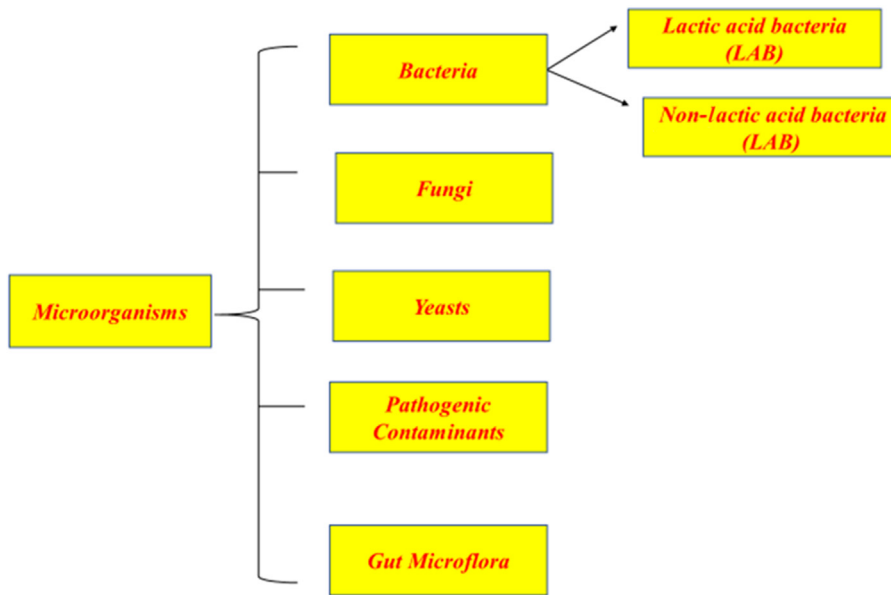 Lactic acid bacteria
(LAB)
Bacteria
Non-lactic acid bacteria
(LAB)
Fungi
Microorganisms
Yeasts
Pathogenic
Contaminants
Gut Microflora